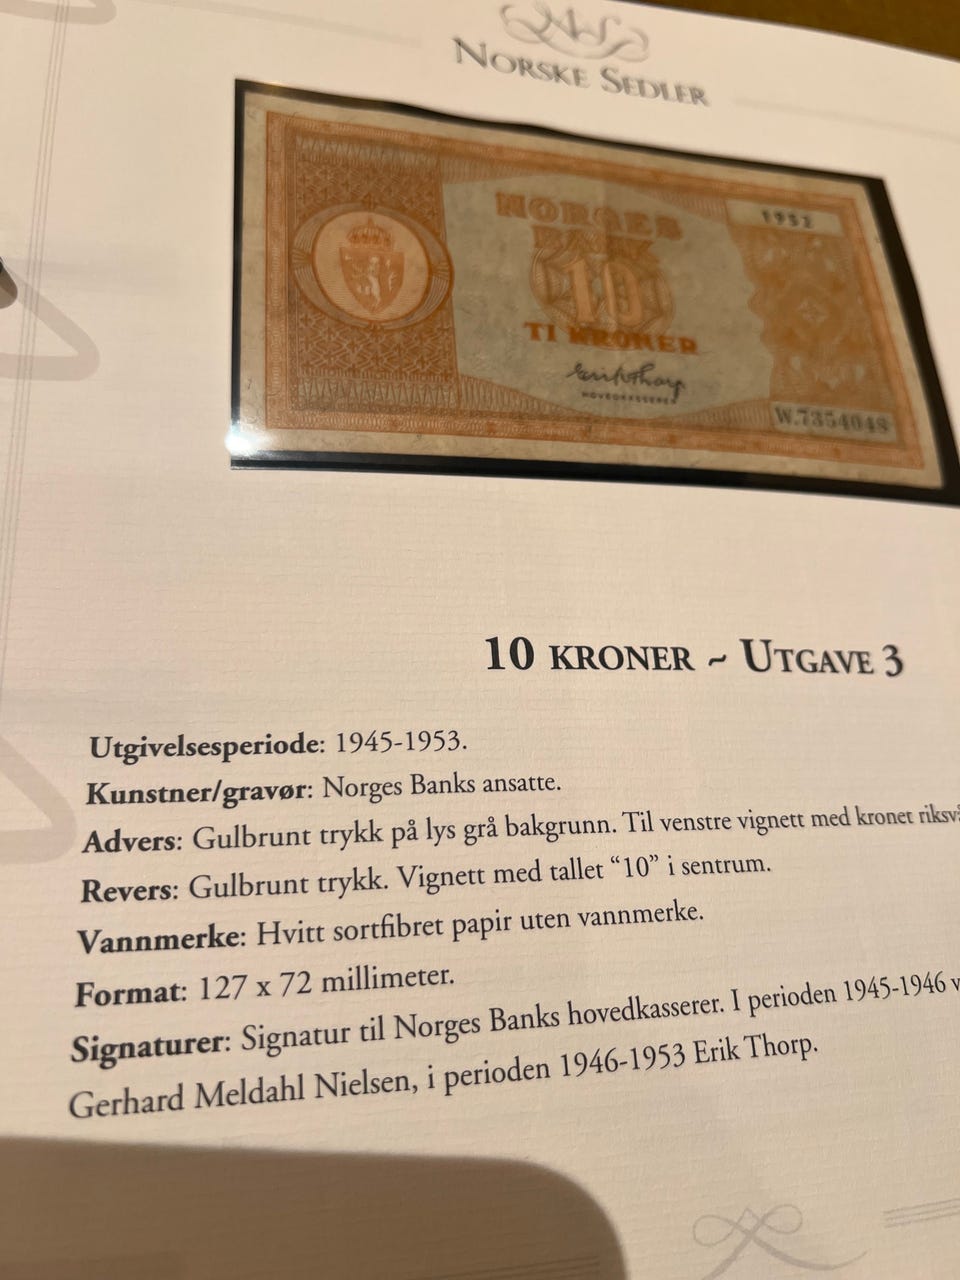 NORSKE SEDLER
NORGES
BANK
1952
10
TI KRONER
Erik Thorp
HOVEDKASSERER
W.7354048
10 KRONER ~ UTGAVE 3
Utgivelsesperiode: 1945-1953.
Kunstner/gravør: Norges Banks ansatte.
Advers: Gulbrunt trykk på lys grå bakgrunn. Til venstre vignett med kronet
Revers: Gulbrunt trykk. Vignett med tallet “10” i sentrum.
Vannmerke: Hvitt sortfibret papir uten vannmerke.
Format: 127 x 72 millimeter.
Signaturer: Signatur til Norges Banks hovedkasserer. I perioden 1945-1946
Gerhard Meldahl Nielsen, i perioden 1946-1953 Erik Thorp.